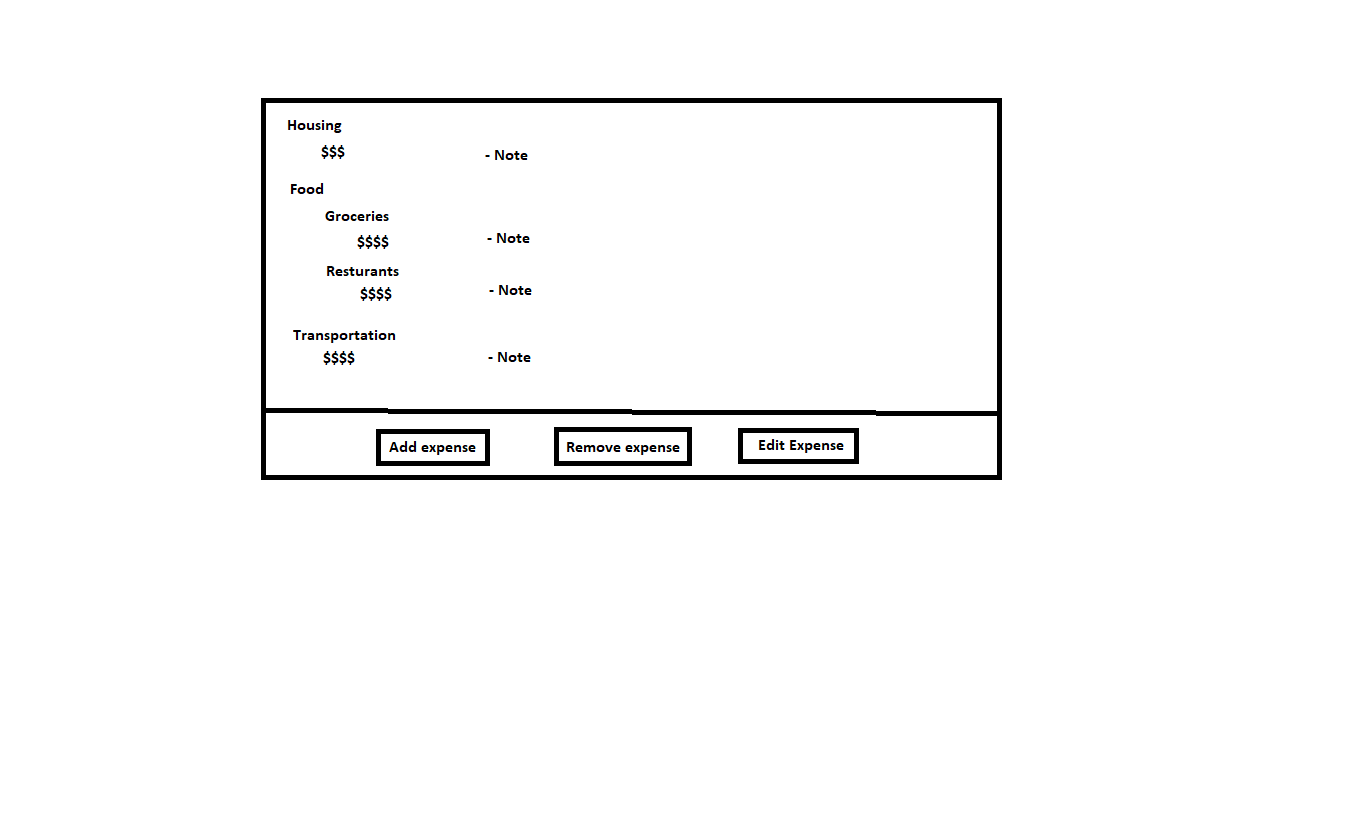 Housing
$$$ - Note
Food
Groceries
$$$$ - Note
Resturants
$$$$ - Note
Transportation
$$$$ - Note
Add expense Remove expense Edit Expense